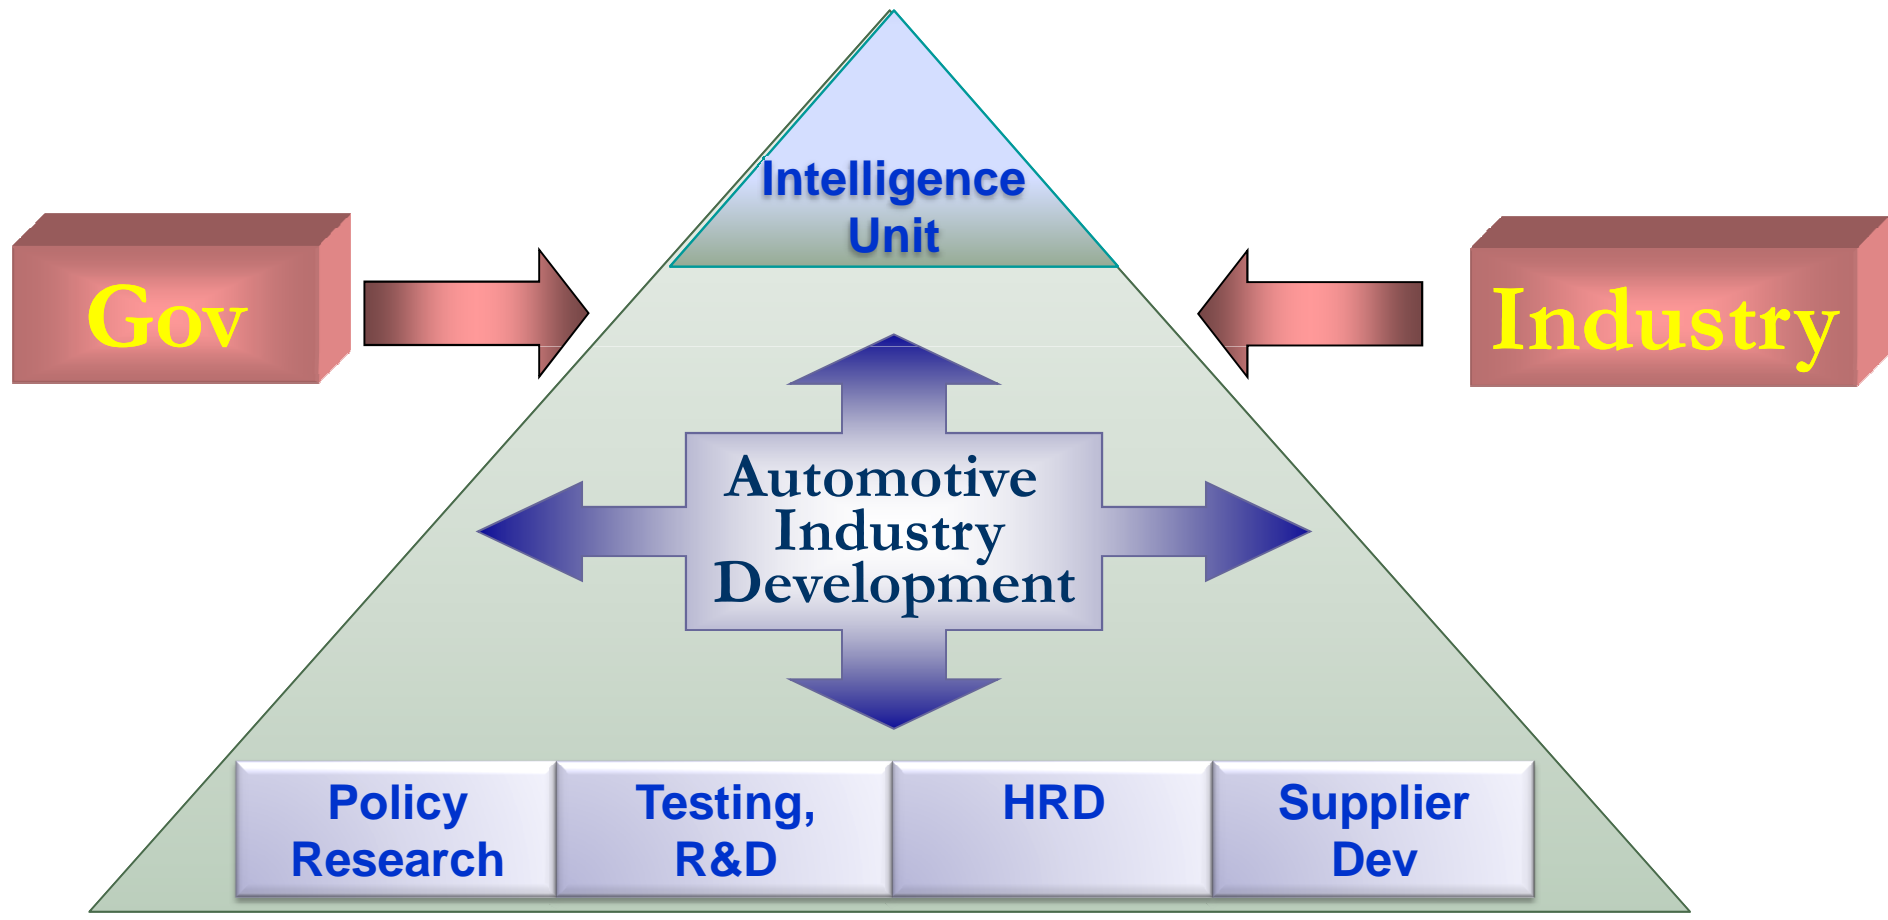 Intelligence
Unit
Gov
Industry
Automotive
Industry
Development
Policy
Research
Testing,
R&D
HRD
Supplier
Dev